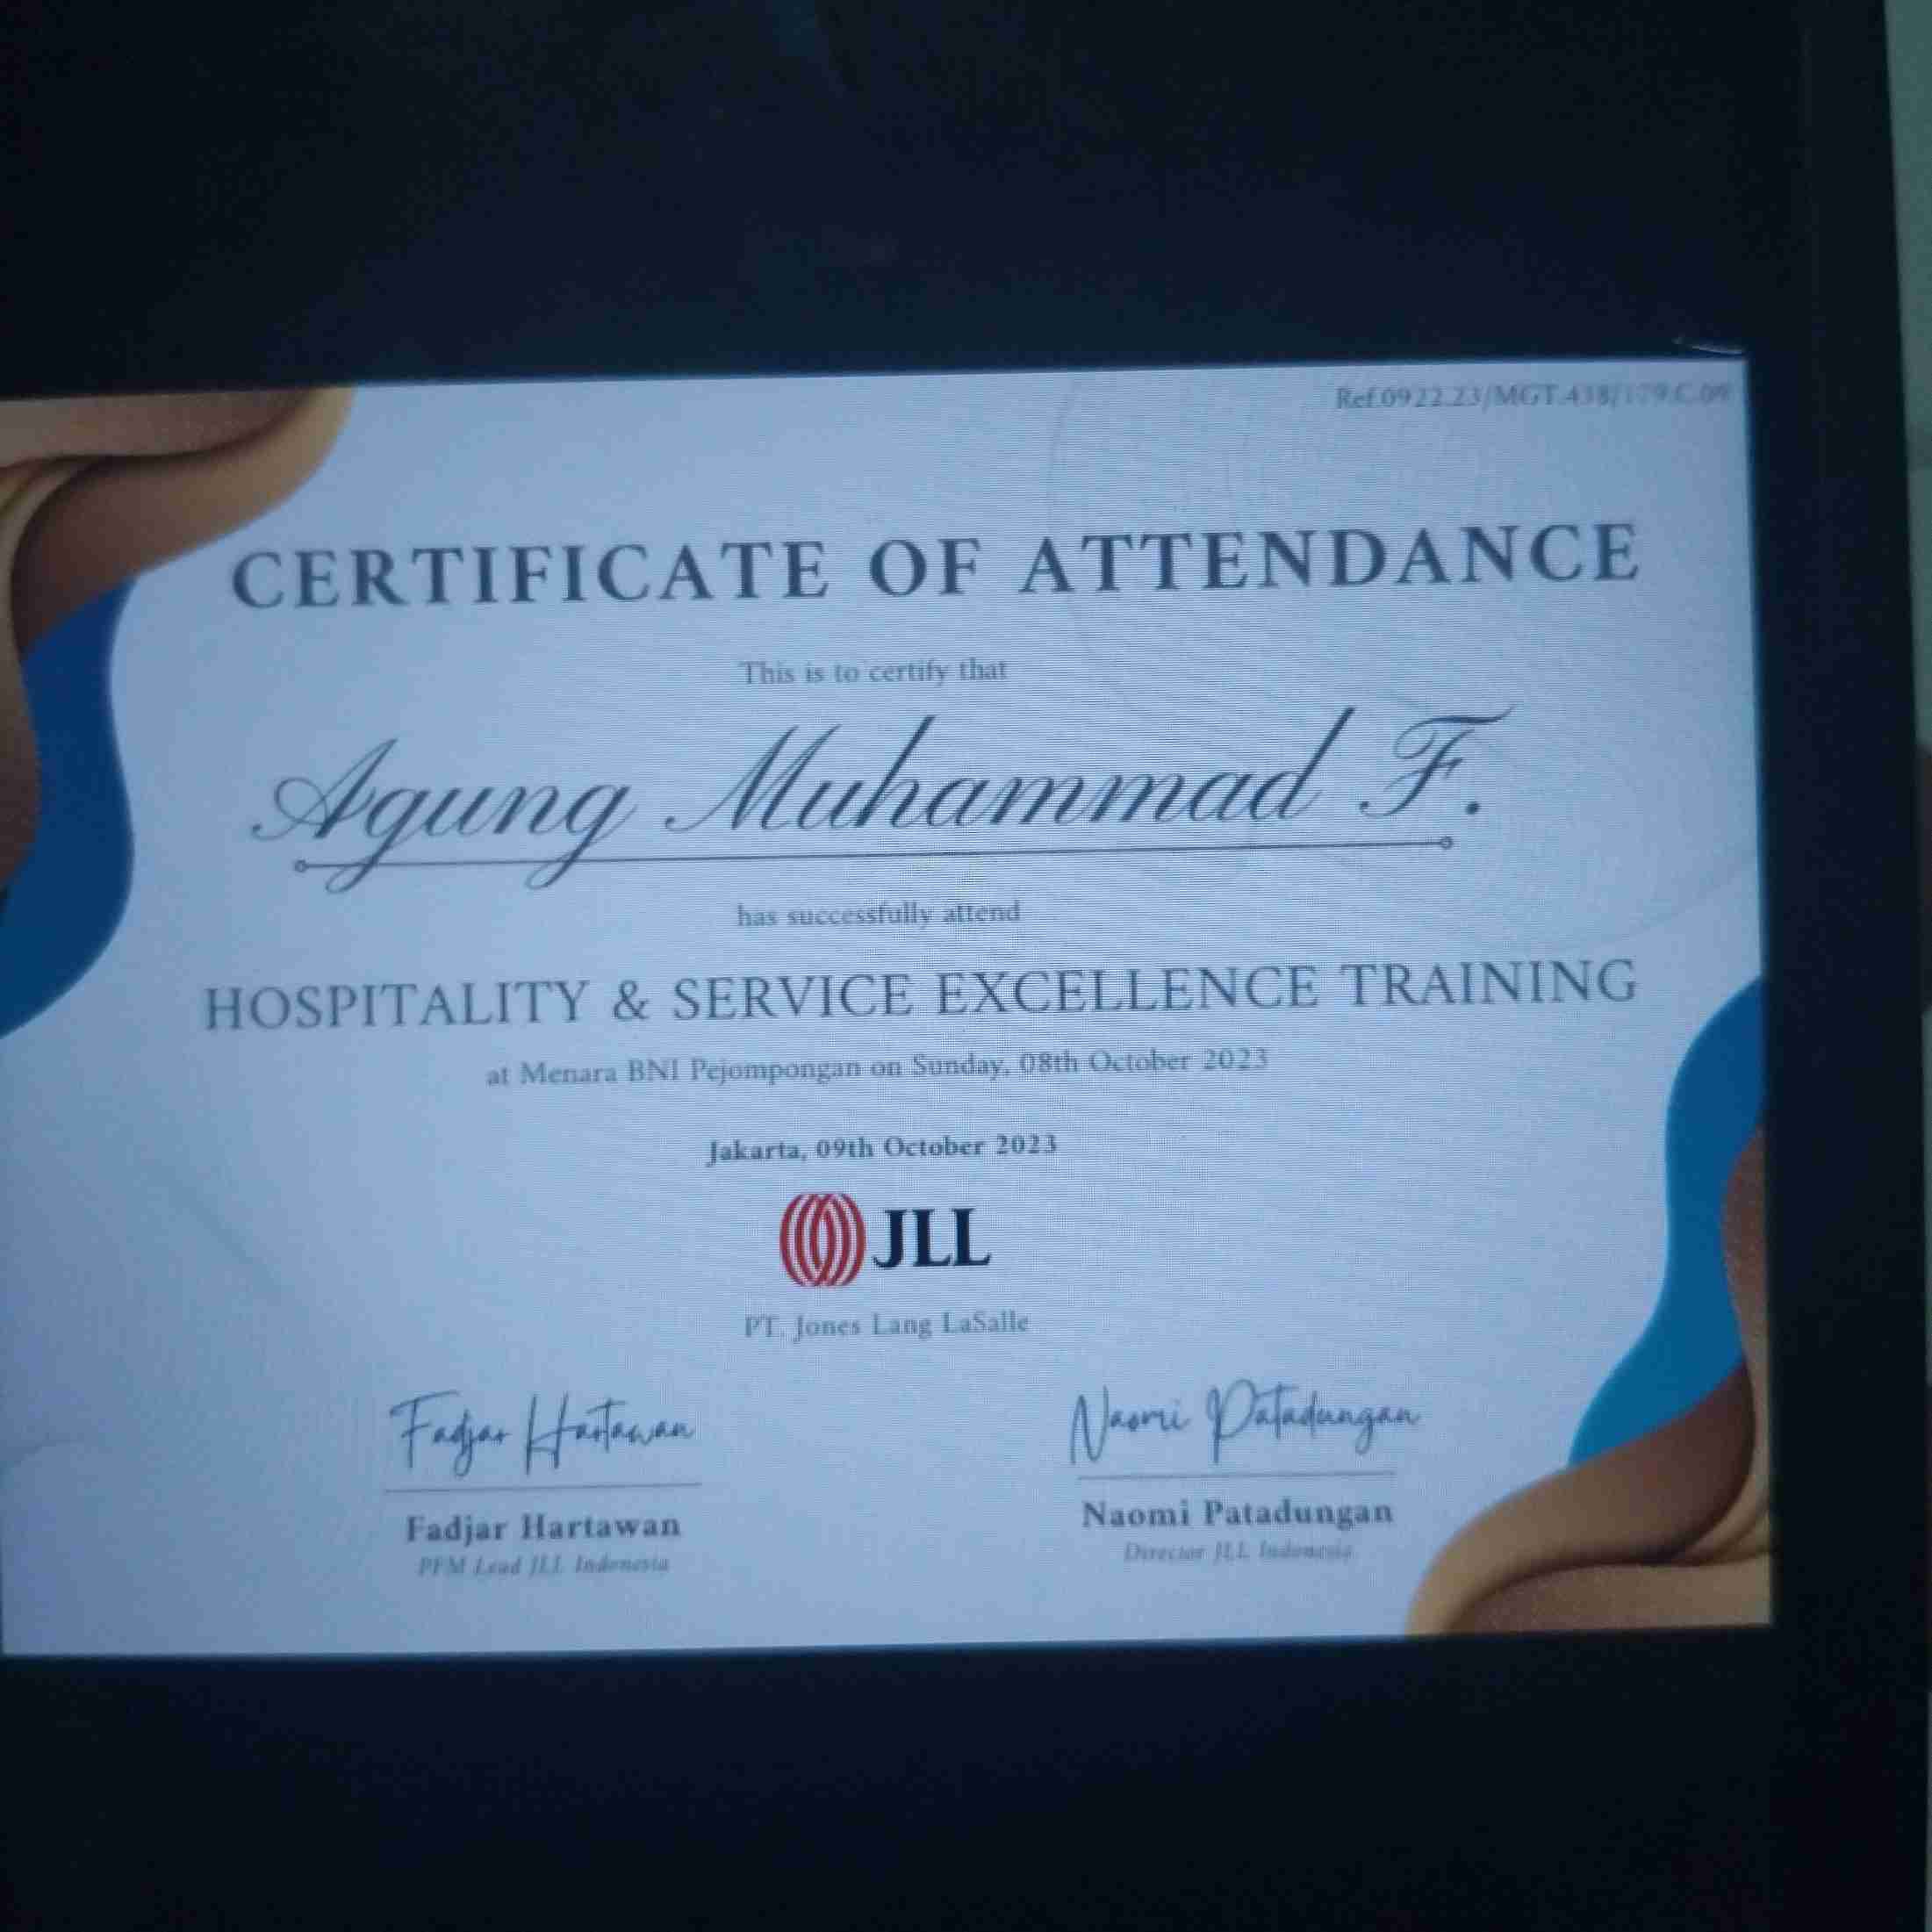 Ref.0922.23/MGT.438/179.C.09
CERTIFICATE OF ATTENDANCE
This is to certify that
Agung Muhammad F.
has successfully attend
HOSPITALITY & SERVICE EXCELLENCE TRAINING
at Menara BNI Pejompongan on Sunday, 08th October 2023
Jakarta, 09th October 2023
JLL
PT. Jones Lang LaSalle
Fadjar Hartawan Naomi Patadungan
Fadjar Hartawan Naomi Patadungan
PFM Lead JLL Indonesia Director JLL Indonesia